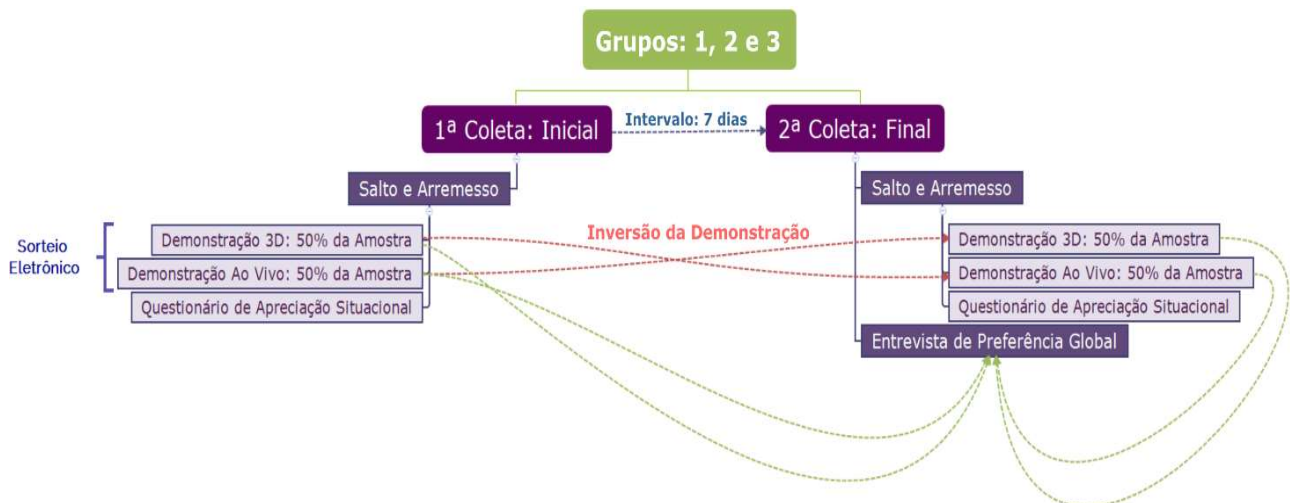 Grupos: 1, 2 e 3
1ª Coleta: Inicial
Intervalo: 7 dias
2ª Coleta: Final
Salto e Arremesso
Salto e Arremesso
Sorteio
Eletrônico
Demonstração 3D: 50% da Amostra
Demonstração Ao Vivo: 50% da Amostra
Questionário de Apreciação Situacional
Inversão da Demonstração
Demonstração 3D: 50% da Amostra
Demonstração Ao Vivo: 50% da Amostra
Questionário de Apreciação Situacional
Entrevista de Preferência Global